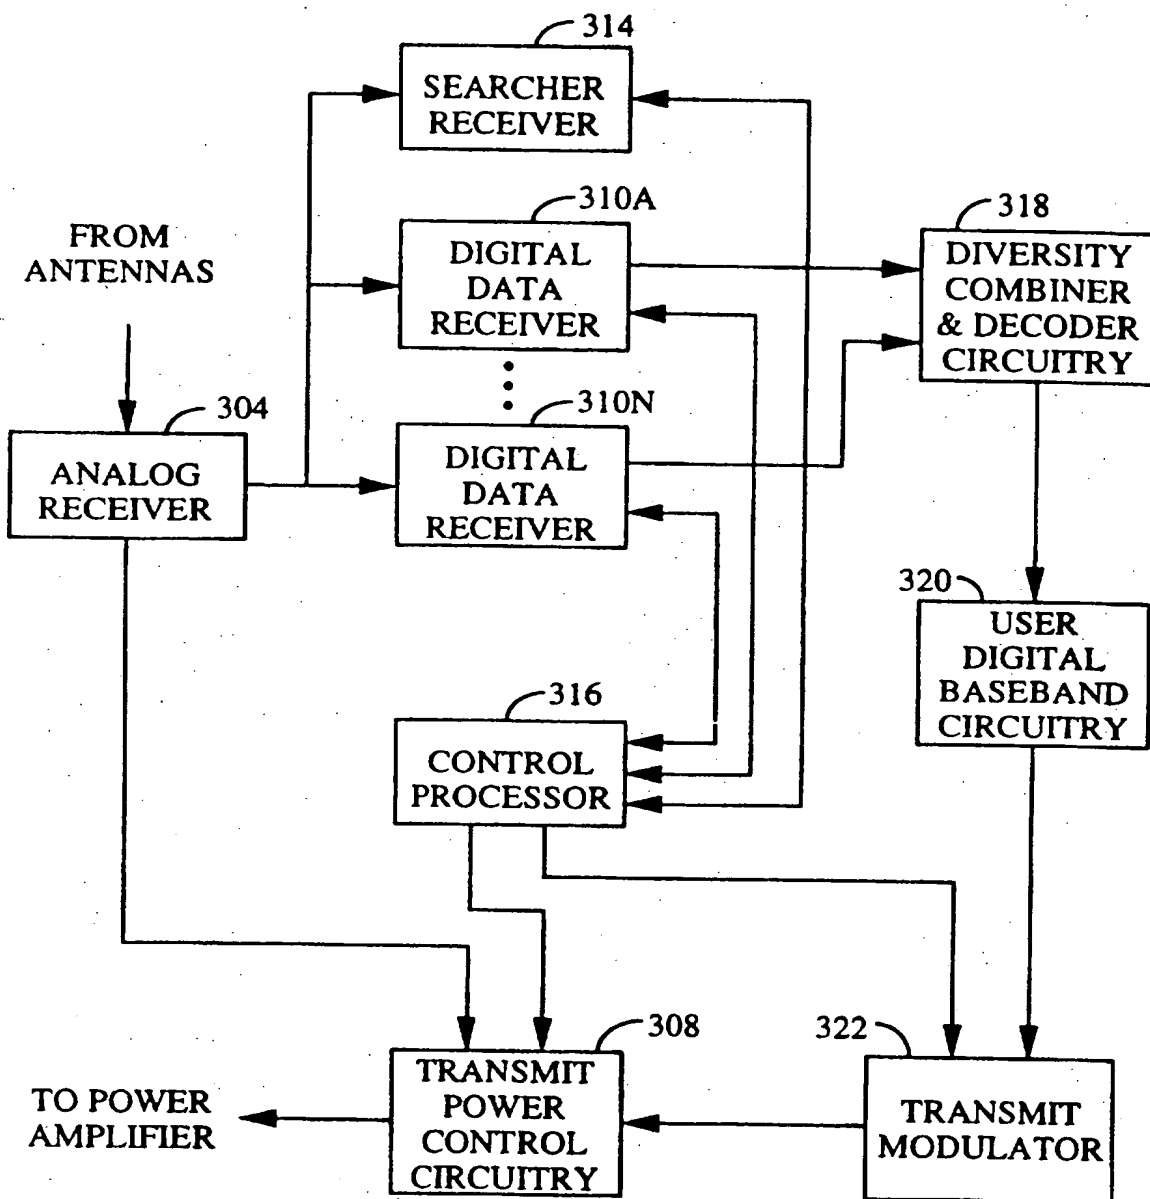 314
SEARCHER
RECEIVER
310A
DIGITAL
DATA
RECEIVER
318
DIVERSITY
COMBINER
& DECODER
CIRCUITRY
FROM
ANTENNAS
304
ANALOG
RECEIVER
310N
DIGITAL
DATA
RECEIVER
320
USER
DIGITAL
BASEBAND
CIRCUITRY
316
CONTROL
PROCESSOR
308
TRANSMIT
POWER
CONTROL
CIRCUITRY
322
TRANSMIT
MODULATOR
TO POWER
AMPLIFIER